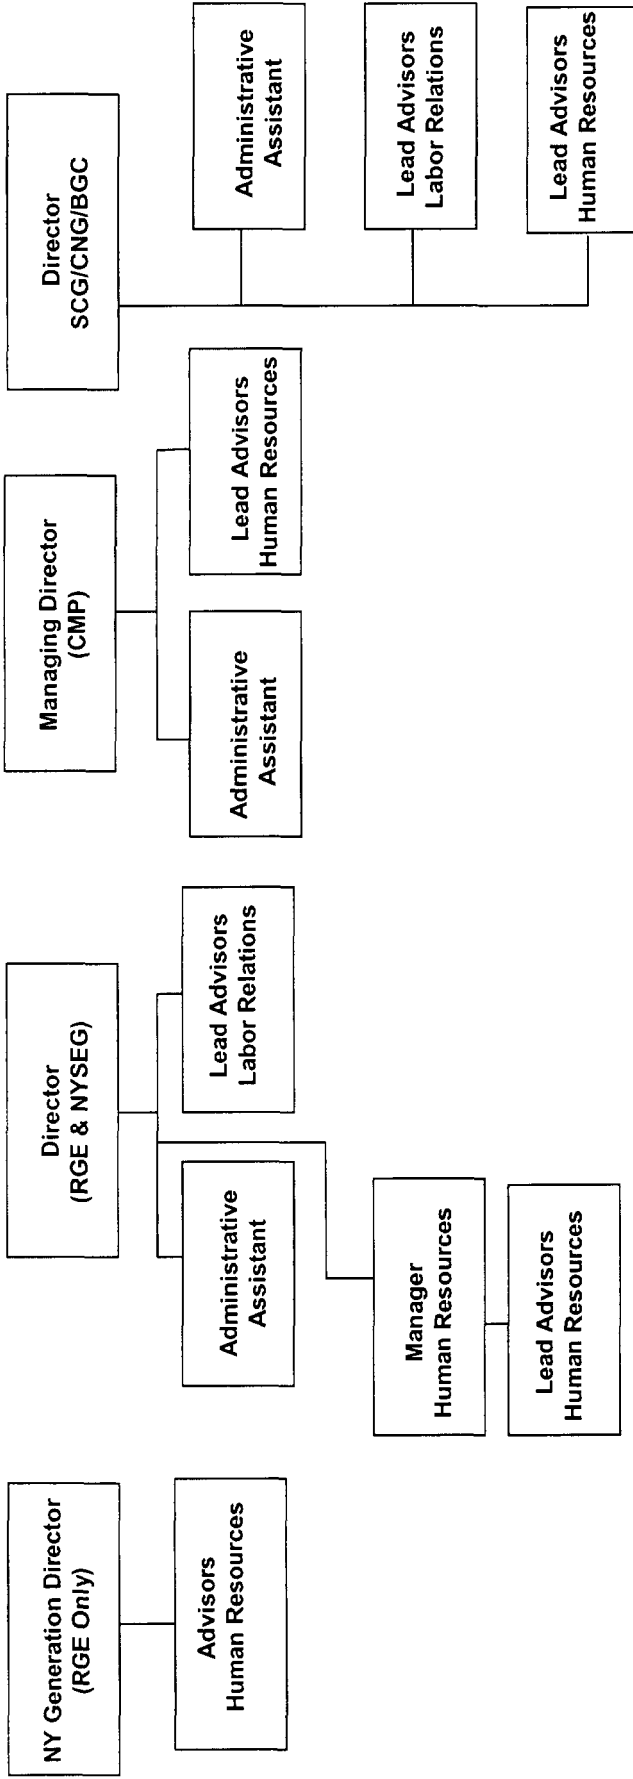 NY Generation Director
(RGE Only)
Advisors
Human Resources
Director
(RGE & NYSEG)
Administrative
Assistant
Lead Advisors
Labor Relations
Manager
Human Resources
Lead Advisors
Human Resources
Managing Director
(CMP)
Administrative
Assistant
Lead Advisors
Human Resources
Director
SCG/CNG/BGC
Administrative
Assistant
Lead Advisors
Labor Relations
Lead Advisors
Human Resources